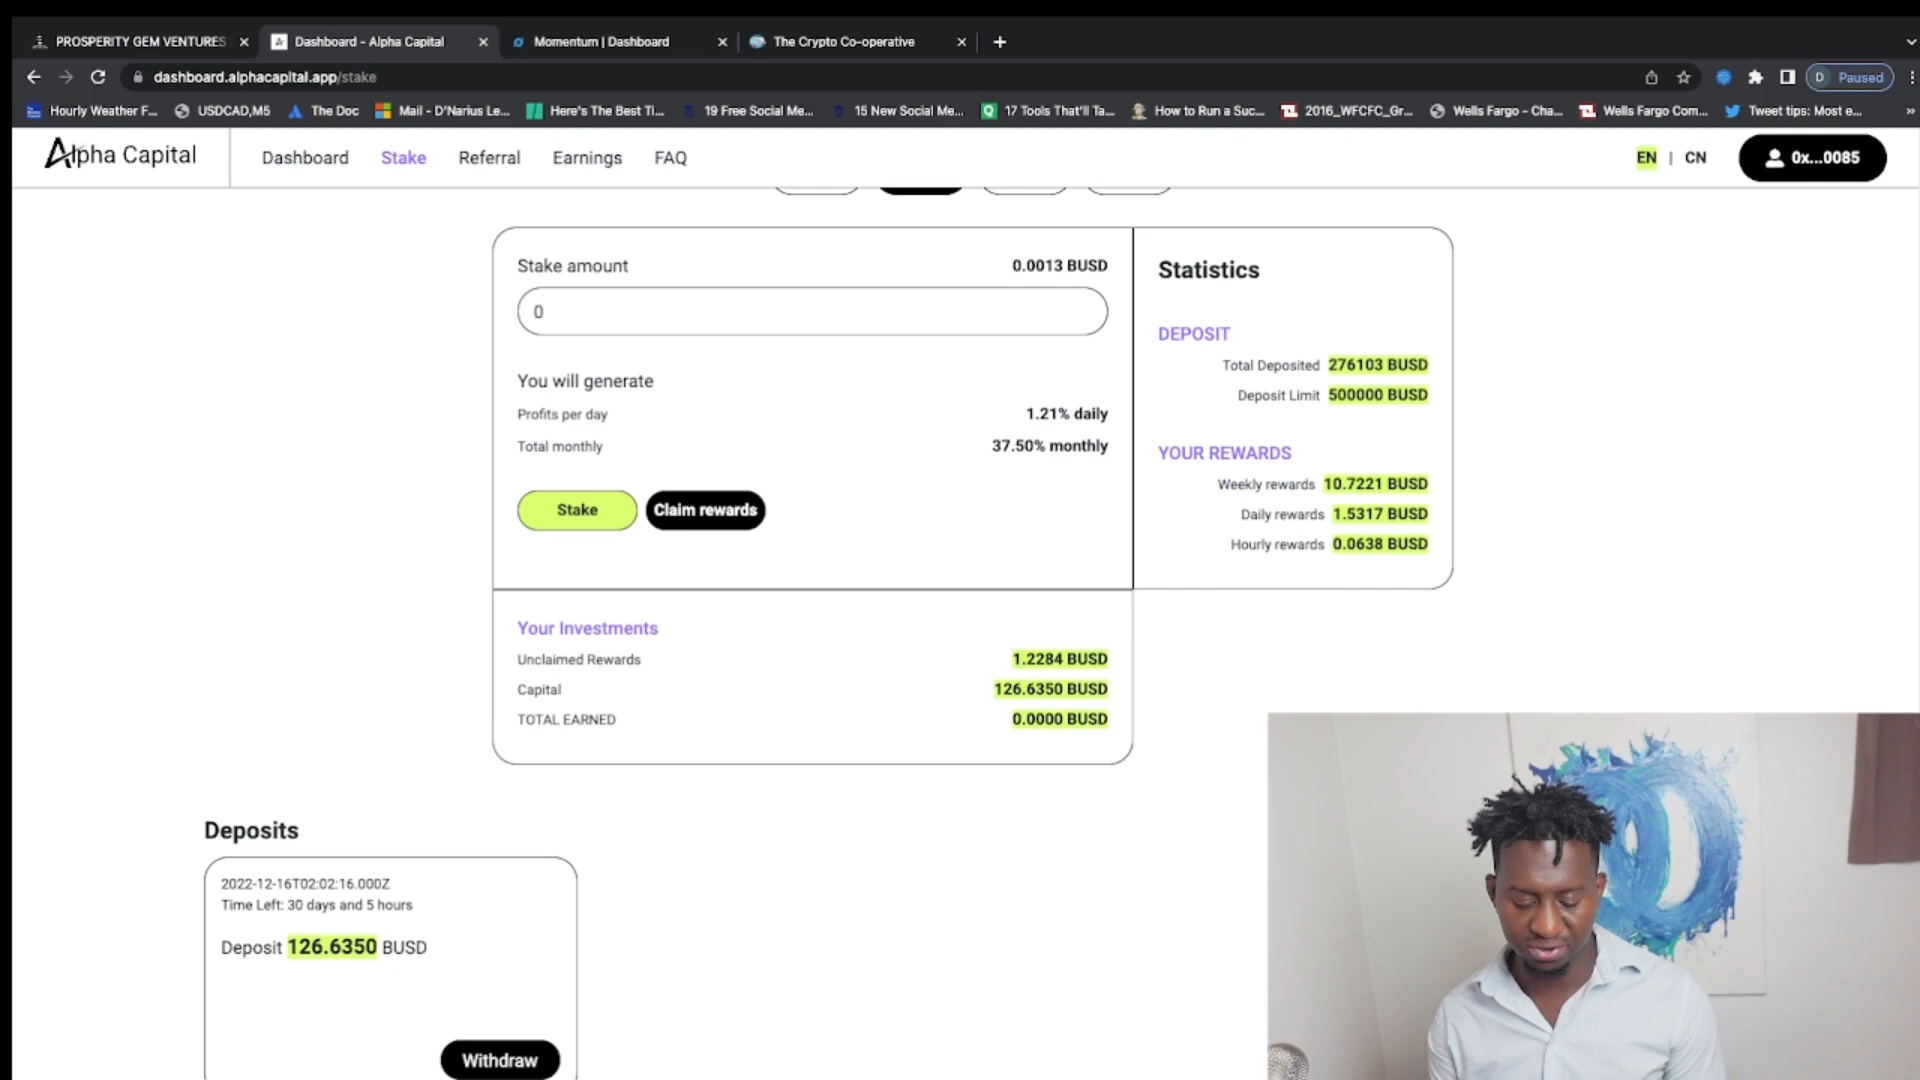 PROSPERITY GEM VENTURES
Dashboard - Alpha Capital
Momentum | Dashboard
The Crypto Co-operative
dashboard.alphacapital.app/stake
D Paused
Hourly Weather F...
USDCAD,M5
The Doc
Mail - D'Narius Le...
Here's The Best Ti...
19 Free Social Me...
15 New Social Me...
17 Tools That'll Ta...
How to Run a Suc...
2016_WFCFC_Gr...
Wells Fargo - Cha...
Wells Fargo Com...
Tweet tips: Most e...
Alpha Capital
Dashboard
Stake
Referral
Earnings
FAQ
EN | CN
0x...0085
Stake amount 0.0013 BUSD
0
You will generate
Profits per day 1.21% daily
Total monthly 37.50% monthly
Stake
Claim rewards
Statistics
DEPOSIT
Total Deposited 276103 BUSD
Deposit Limit 500000 BUSD
YOUR REWARDS
Weekly rewards 10.7221 BUSD
Daily rewards 1.5317 BUSD
Hourly rewards 0.0638 BUSD
Your Investments
Unclaimed Rewards 1.2284 BUSD
Capital 126.6350 BUSD
TOTAL EARNED 0.0000 BUSD
Deposits
2022-12-16T02:02:16.000Z
Time Left: 30 days and 5 hours
Deposit 126.6350 BUSD
Withdraw